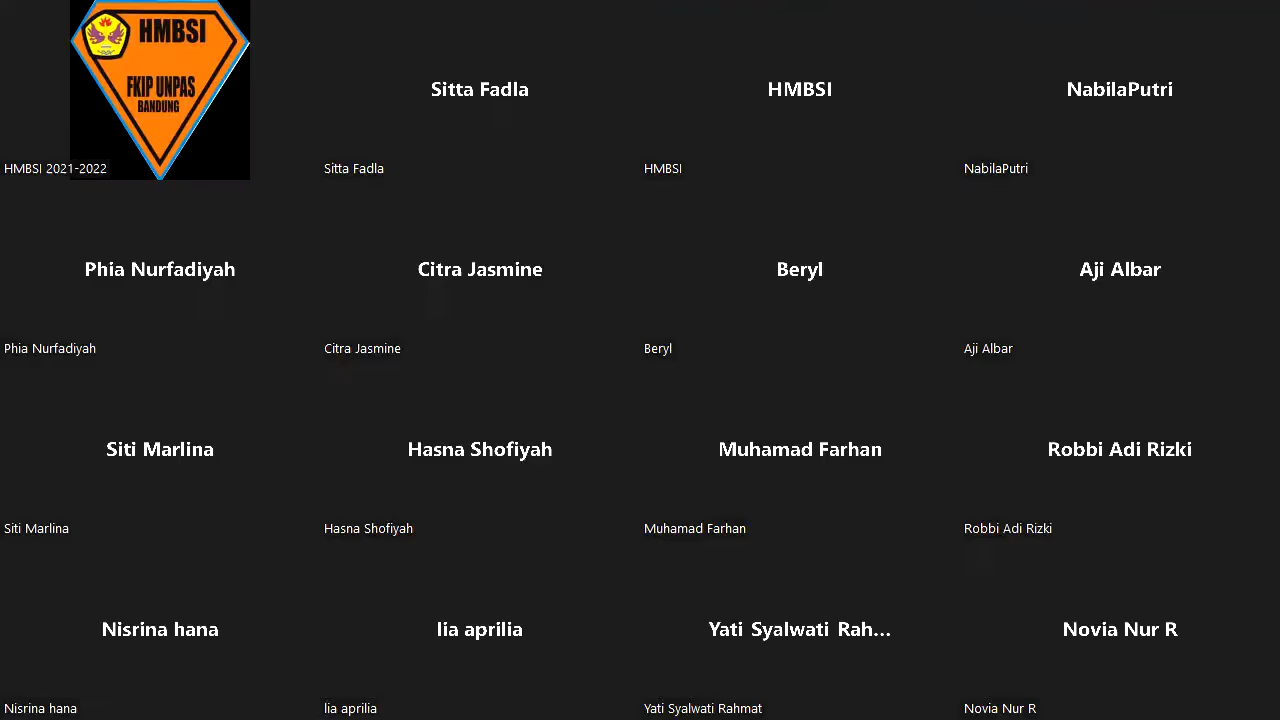 HMBSI
FKIP UNPAS
BANDUNG
HMBSI 2021-2022
Sitta Fadla
Sitta Fadla
HMBSI
HMBSI
NabilaPutri
NabilaPutri
Phia Nurfadiyah
Phia Nurfadiyah
Citra Jasmine
Citra Jasmine
Beryl
Beryl
Aji Albar
Aji Albar
Siti Marlina
Siti Marlina
Hasna Shofiyah
Hasna Shofiyah
Muhamad Farhan
Muhamad Farhan
Robbi Adi Rizki
Robbi Adi Rizki
Nisrina hana
Nisrina hana
lia aprilia
lia aprilia
Yati Syalwati Rah...
Yati Syalwati Rahmat
Novia Nur R
Novia Nur R